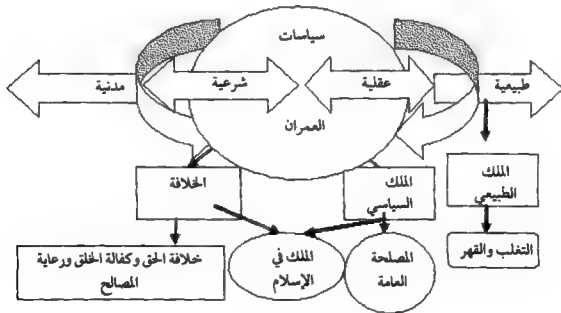 سياسات
طبيعية
عقلية
شرعية
مدنية
العمران
الملك
الطبيعي
الملك
السياسي
الخلافة
التغلب والقهر
المصلحة
العامة
الملك في
الإسلام
خلافة الحق وكفالة الخلق ورعاية
المصالح